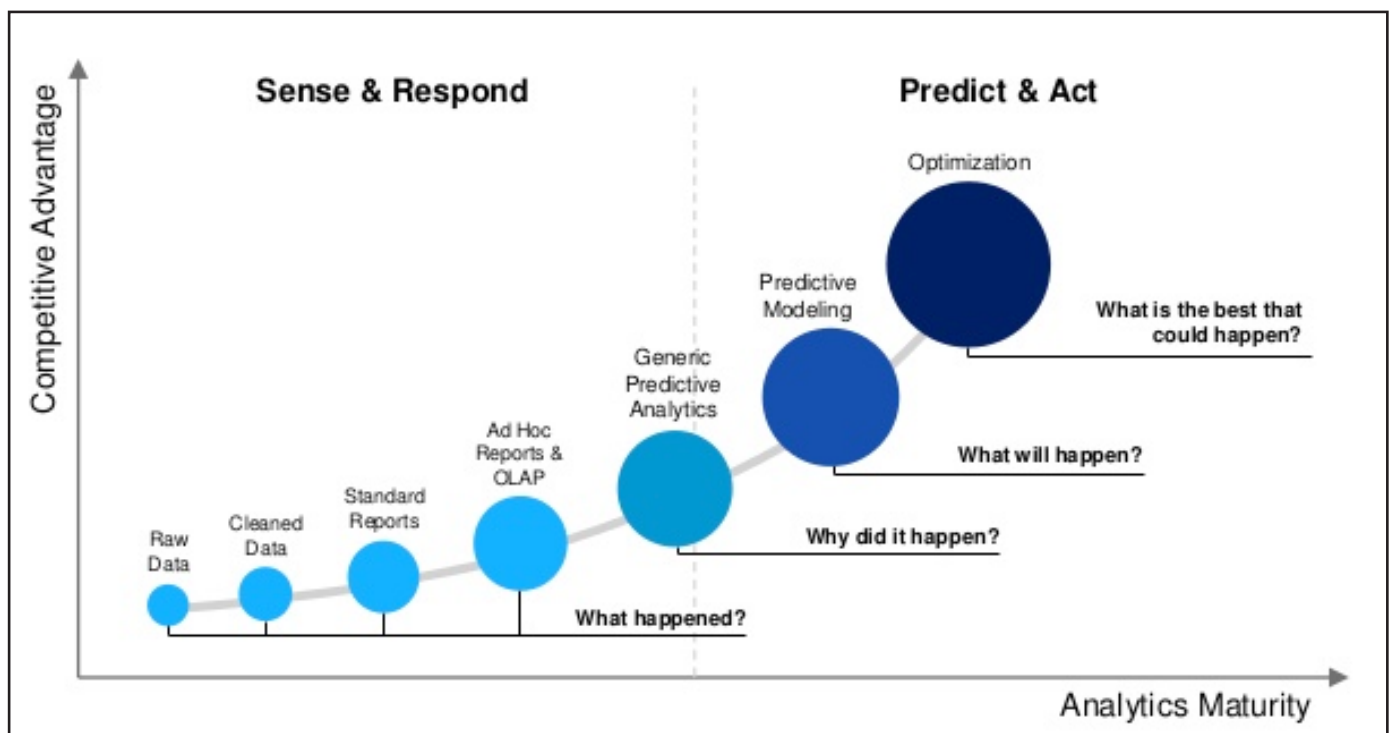 Sense & Respond
Predict & Act
Competitive Advantage
Optimization
Predictive
Modeling
What is the best that
could happen?
Generic
Predictive
Analytics
Ad Hoc
Reports &
OLAP
What will happen?
Standard
Reports
Cleaned
Data
Raw
Data
Why did it happen?
What happened?
Analytics Maturity